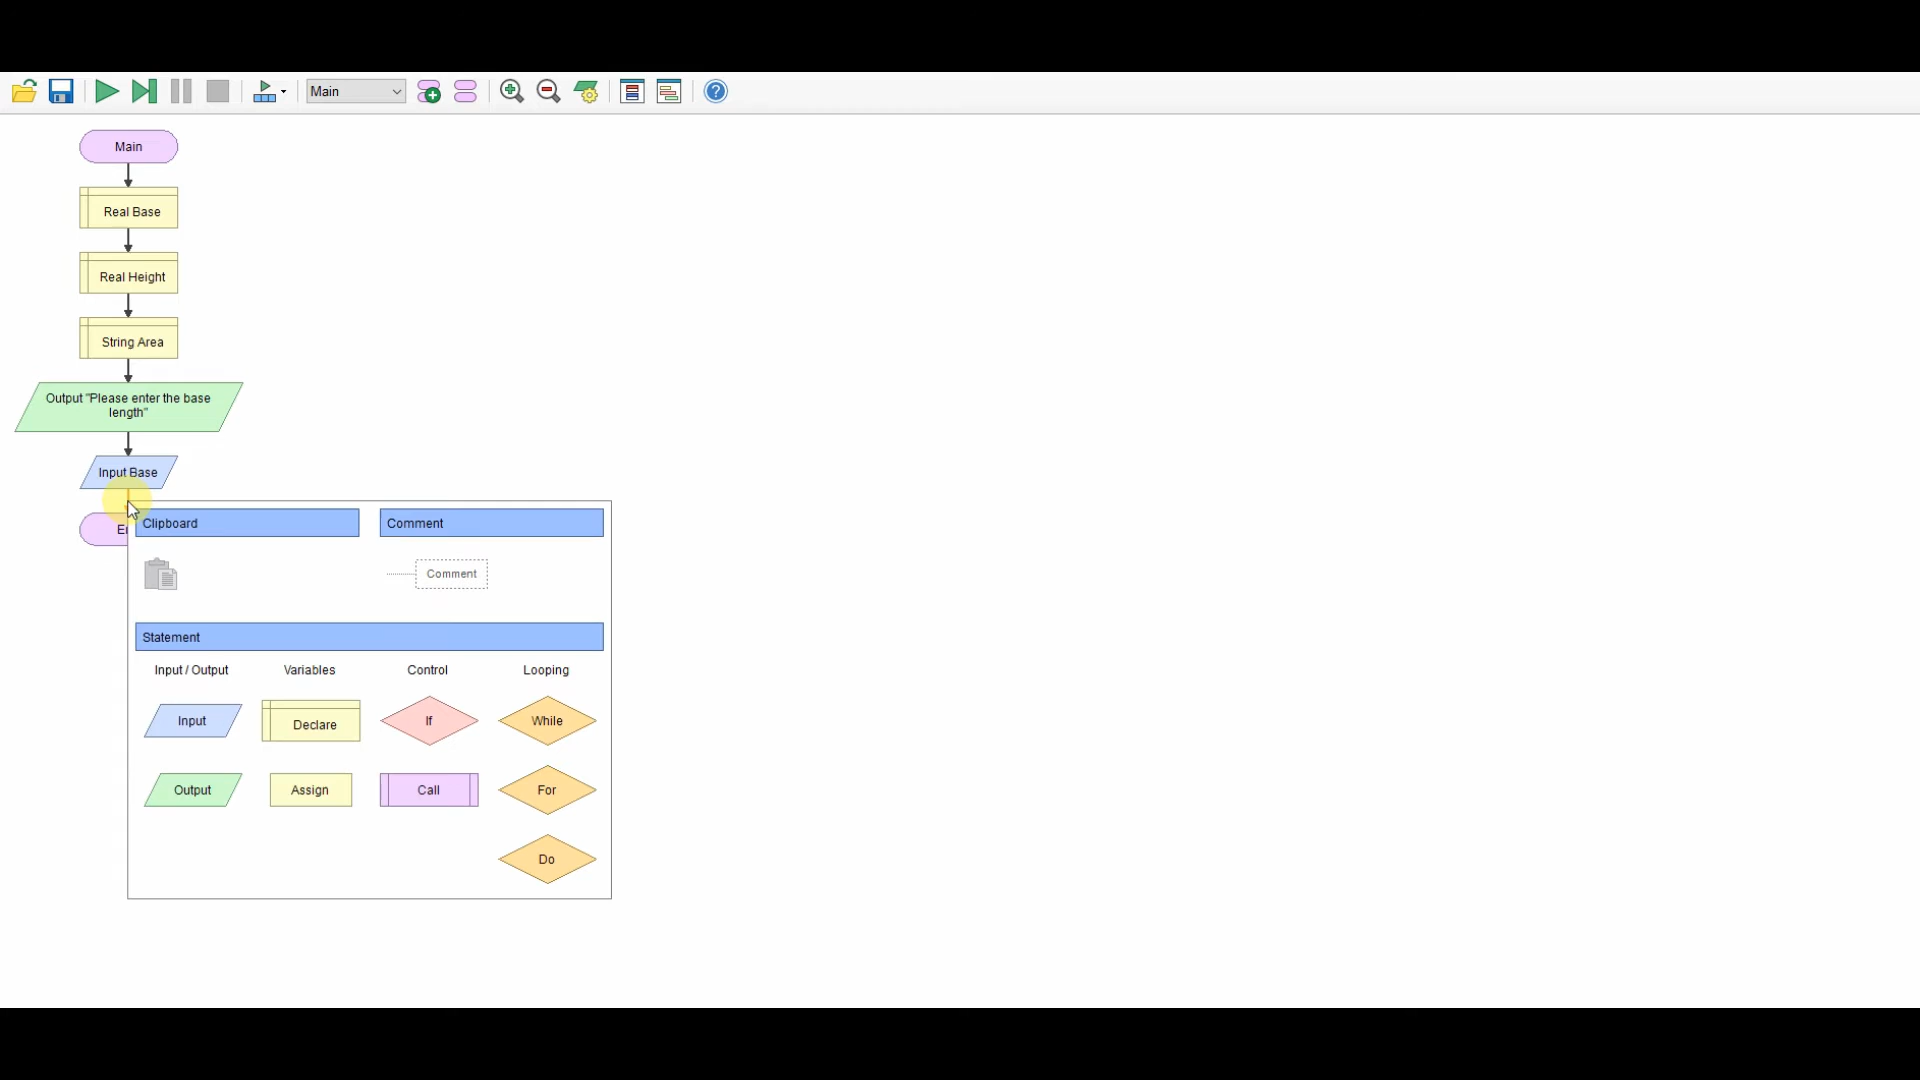 Main
Main
Real Base
Real Height
String Area
Output "Please enter the base
length"
Input Base
Clipboard
Comment
Comment
Statement
Input / Output
Variables
Control
Looping
Input
Declare
If
While
Output
Assign
Call
For
Do